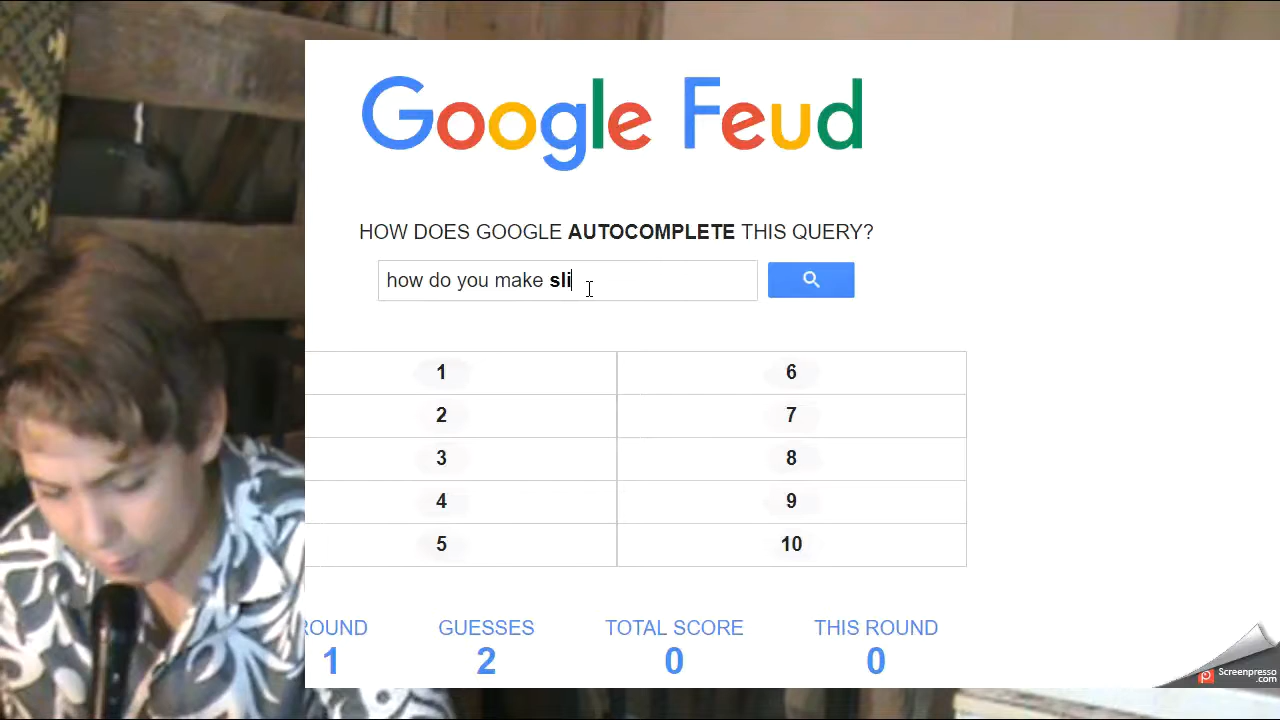 Google Feud
HOW DOES GOOGLE AUTOCOMPLETE THIS QUERY?
how do you make sli
1 6
2 7
3 8
4 9
5 10
ROUND GUESSES TOTAL SCORE THIS ROUND
1 2 0 0
Screenpresso
.com